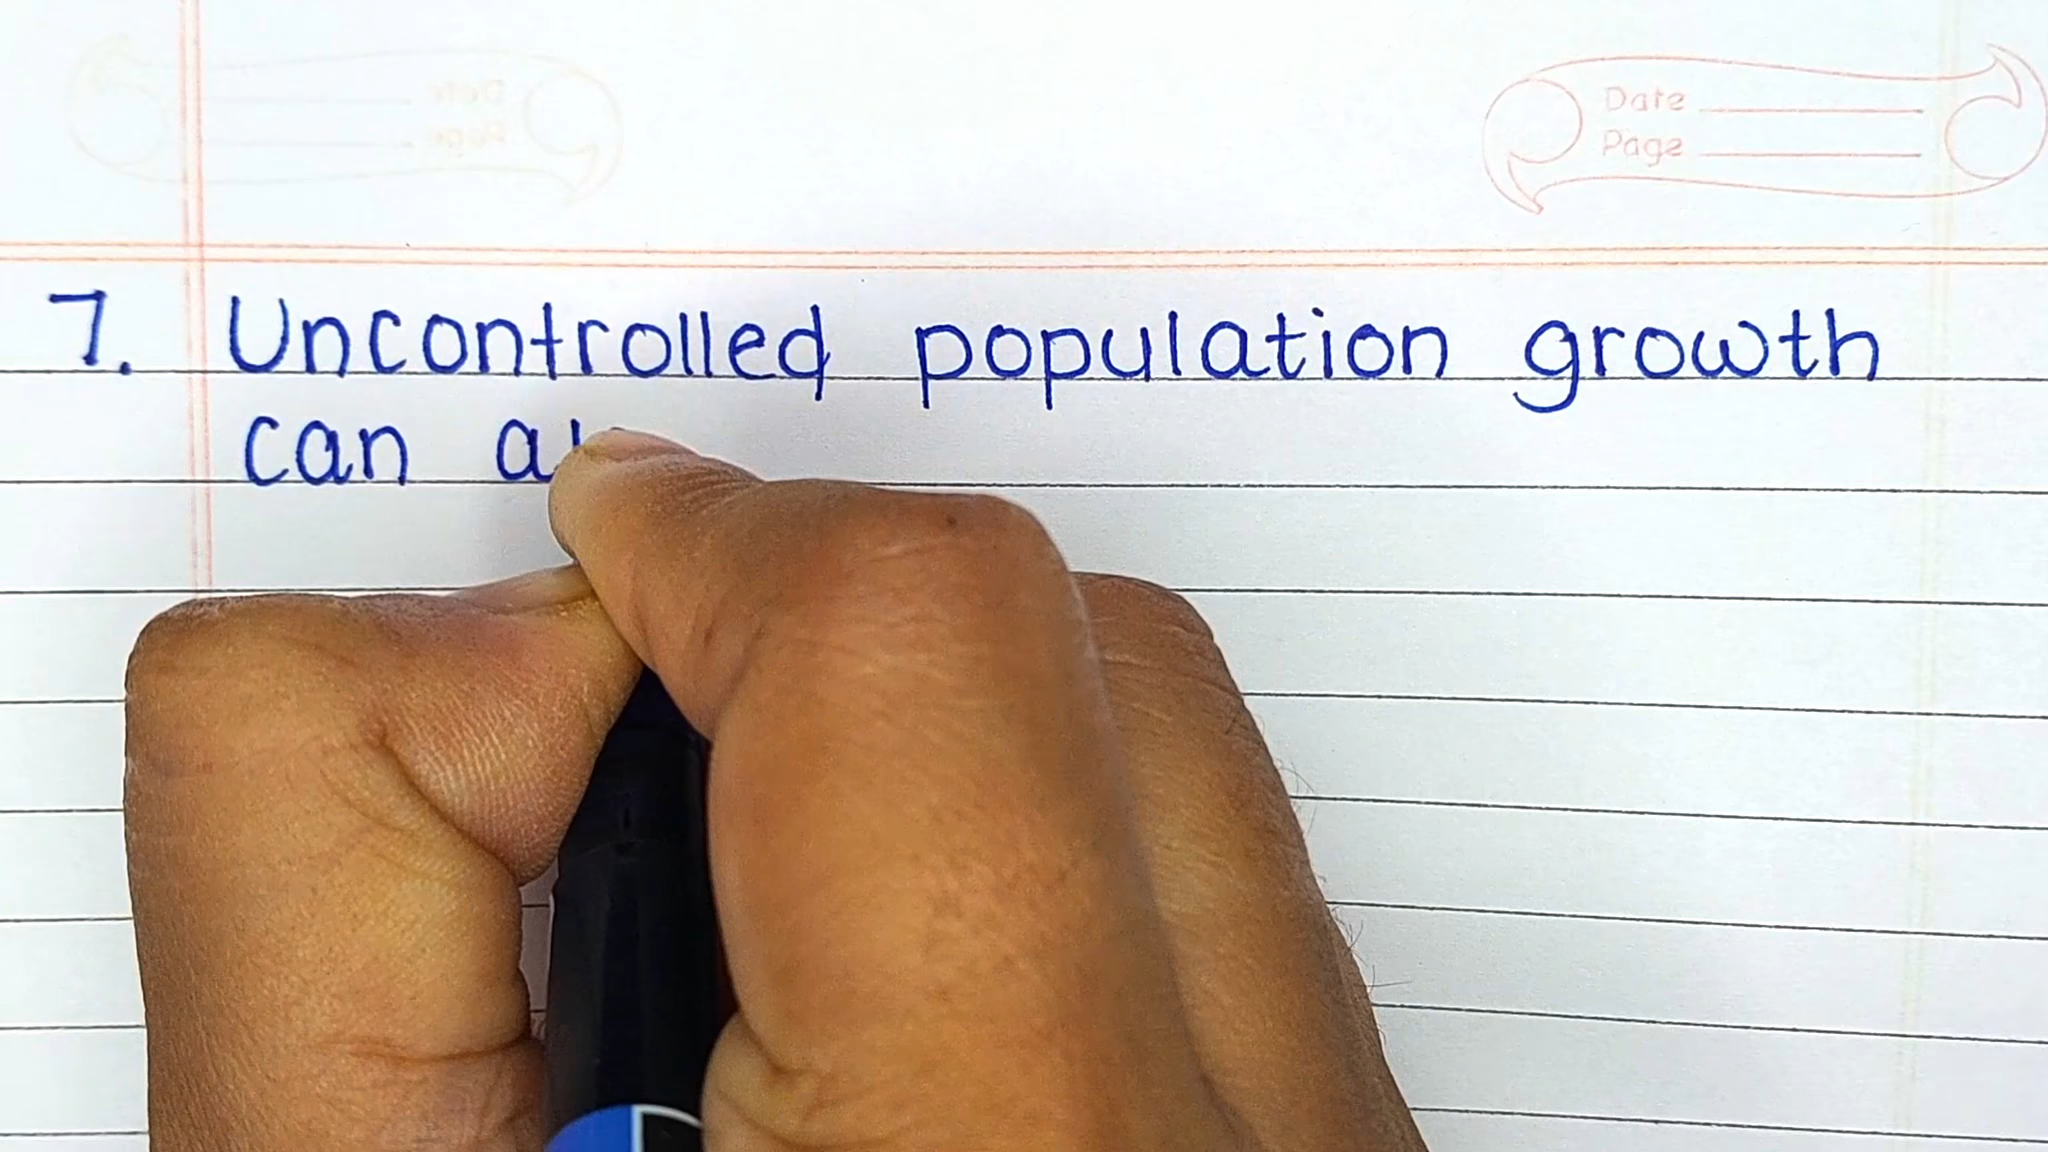 Date
Page
7. Uncontrolled population growth
can